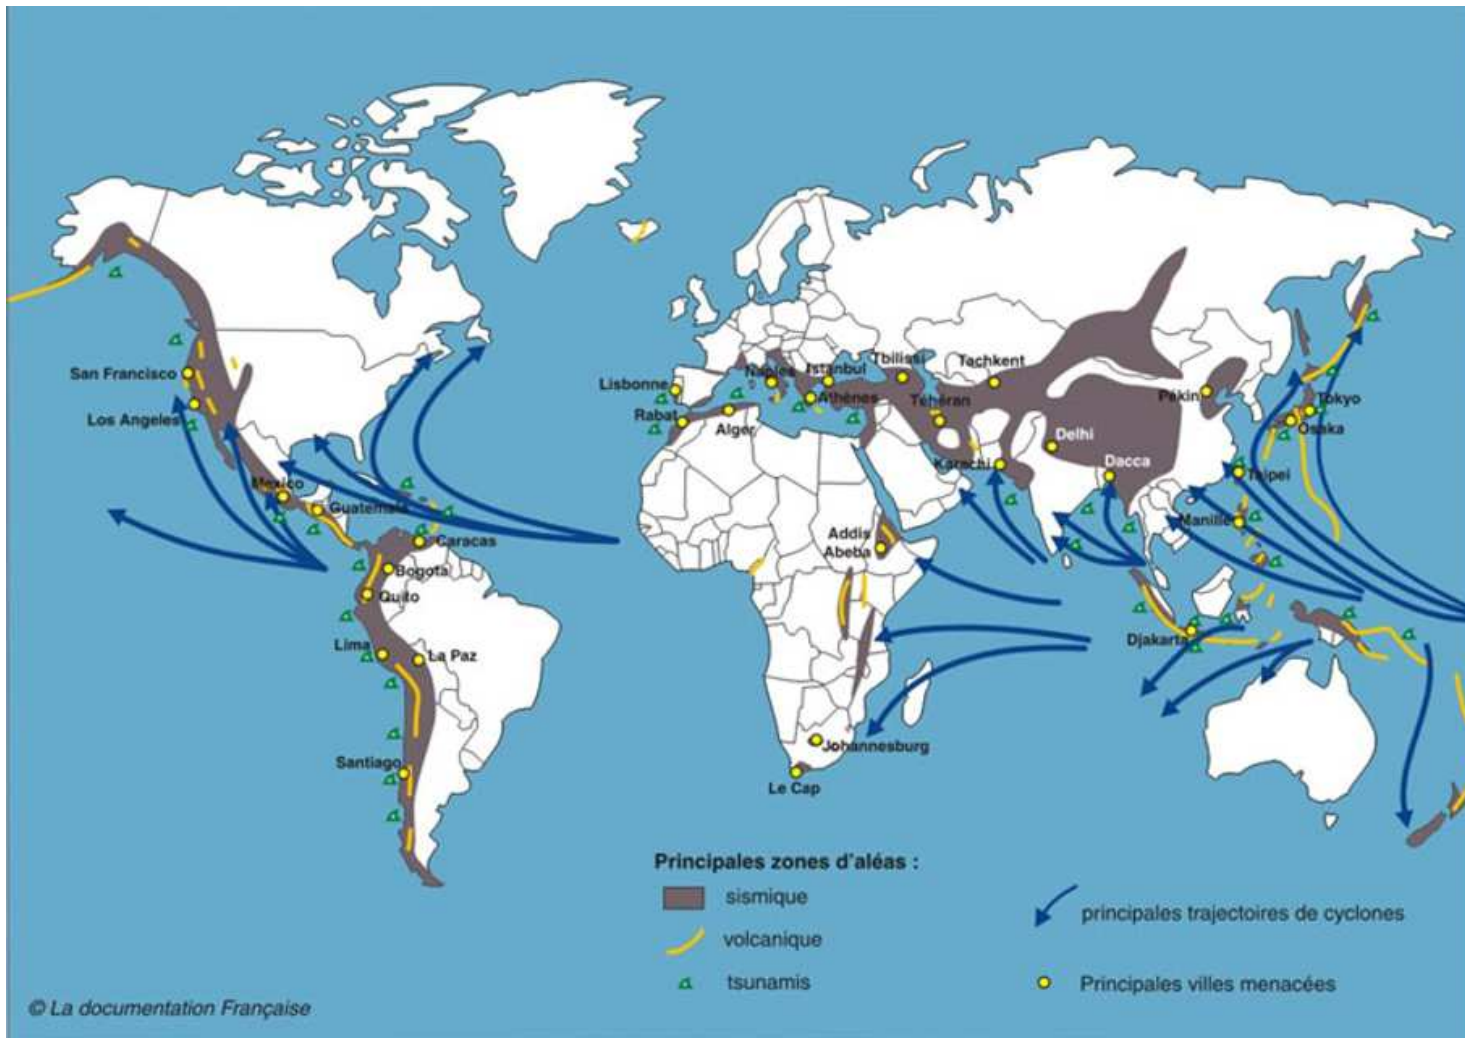 San Francisco
Los Angeles
Mexico
Guatemala
Caracas
Bogota
Quito
Lima
La Paz
Santiago
Lisbonne
Rabat
Alger
Naples
Istanbul
Athènes
Tbilissi
Téhéran
Tachkent
Karachi
Delhi
Dacca
Pékin
Tokyo
Osaka
Taipei
Manille
Djakarta
Addis
Abeba
Johannesburg
Le Cap
Principales zones d'aléas :
sismique
volcanique
tsunamis
principales trajectoires de cyclones
Principales villes menacées
© La documentation Française